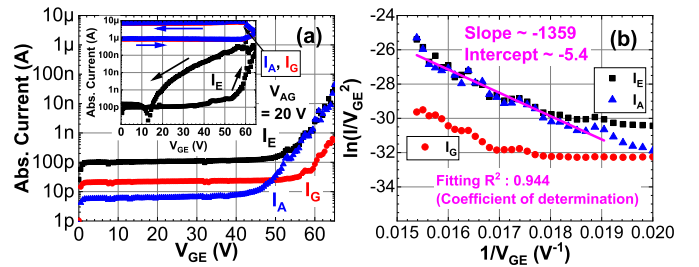 10μ
1μ
100n
10n
1n
100p
10p
1p
Abs. Current (A)
0 10 20 30 40 50 60
V_GE (V)
(a)
I_A, I_G
I_E
V_AG
= 20 V
I_E
I_G
I_A
10μ
1μ
100n
10n
1n
100p
10p
Abs. Current (A)
0 10 20 30 40 50 60
V_GE (V)
-24
-26
-28
-30
-32
-34
-36
ln(I/V_GE^2)
0.015 0.016 0.017 0.018 0.019 0.020
1/V_GE (V^-1)
Slope ~ -1359
Intercept ~ -5.4
(b)
I_E
I_A
I_G
Fitting R^2 : 0.944
(Coefficient of determination)